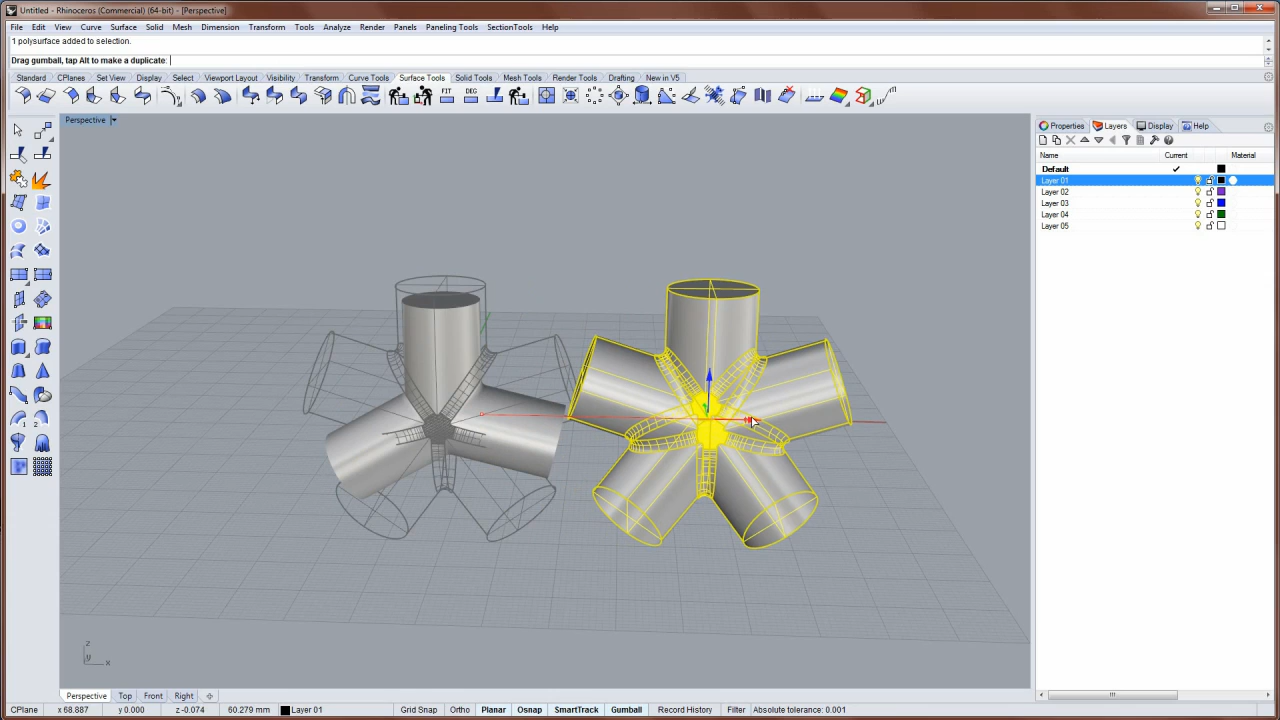 Untitled - Rhinoceros (Commercial) (64-bit) - [Perspective]
File Edit View Curve Surface Solid Mesh Dimension Transform Tools Analyze Render Panels Paneling Tools SectionTools Help
1 polysurface added to selection.
Drag gumball, tap Alt to make a duplicate:
Standard CPlanes Set View Display Select Viewport Layout Visibility Transform Curve Tools Surface Tools Solid Tools Mesh Tools Render Tools Drafting New in V5
FIT DEG
Perspective
Properties Layers Display Help
Name Current Material
Default
Layer 01
Layer 02
Layer 03
Layer 04
Layer 05
z
y x
Perspective Top Front Right
CPlane x 68.887 y 0.000 z -0.074 60.279 mm Layer 01 Grid Snap Ortho Planar Osnap SmartTrack Gumball Record History Filter Absolute tolerance: 0.001